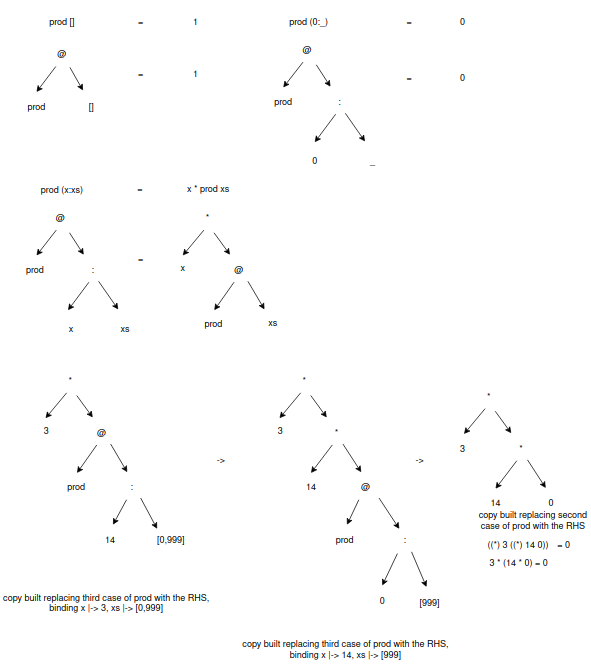 prod [] = 1
prod (0:_) = 0
@ = 1
prod []
@ = 0
prod :
0 _
prod (x:xs) = x * prod xs
@ = *
prod : x @
x xs prod xs
*
3 @
prod :
14 [0,999]
copy built replacing third case of prod with the RHS,
binding x |-> 3, xs |-> [0,999]
->
*
3 *
14 @
prod :
0 [999]
copy built replacing third case of prod with the RHS,
binding x |-> 14, xs |-> [999]
->
*
3 *
14 0
copy built replacing second
case of prod with the RHS
((*) 3 ((*) 14 0)) = 0
3 * (14 * 0) = 0